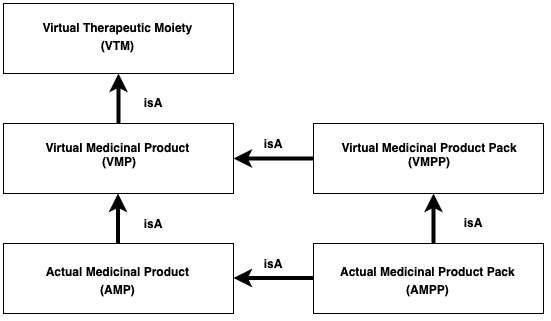 Virtual Therapeutic Moiety
(VTM)
isA
Virtual Medicinal Product
(VMP)
isA
Virtual Medicinal Product Pack
(VMPP)
isA
isA
Actual Medicinal Product
(AMP)
isA
Actual Medicinal Product Pack
(AMPP)